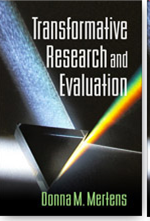 Transformative
Research and
Evaluation
Donna M. Mertens